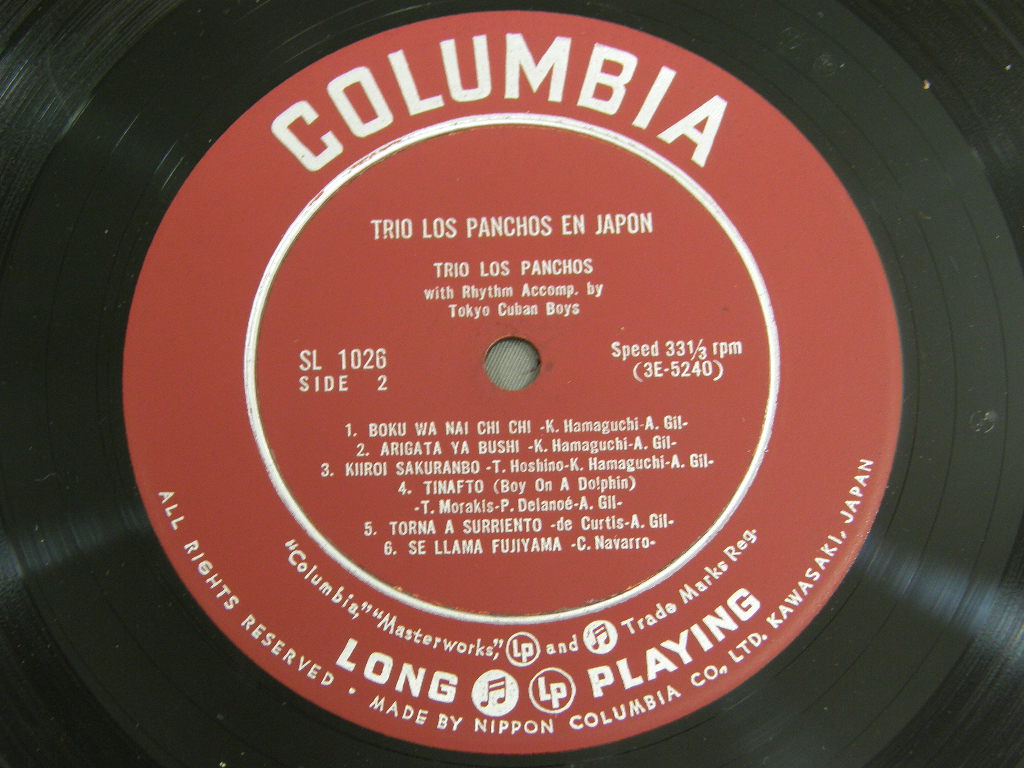 COLUMBIA
TRIO LOS PANCHOS EN JAPON
TRIO LOS PANCHOS
with Rhythm Accomp. by
Tokyo Cuban Boys
SL 1026
SIDE 2
Speed 33⅓ rpm
(3E-5240)
1. BOKU WA NAI CHI CHI -K. Hamaguchi-A. Gil-
2. ARIGATA YA BUSHI -K. Hamaguchi-A. Gil-
3. KIIROI SAKURANBO -T. Hoshino-K. Hamaguchi-A. Gil-
4. TINAFTO (Boy On A Dolphin)
-T. Morakis-P. Delanoé-A. Gil-
5. TORNA A SURRIENTO -de Curtis-A. Gil-
6. SE LLAMA FUJIYAMA -C. Navarro-
"Columbia," "Masterworks," Lp and Trade Marks Reg.
LONG Lp PLAYING
ALL RIGHTS RESERVED · MADE BY NIPPON COLUMBIA CO., LTD. KAWASAKI, JAPAN